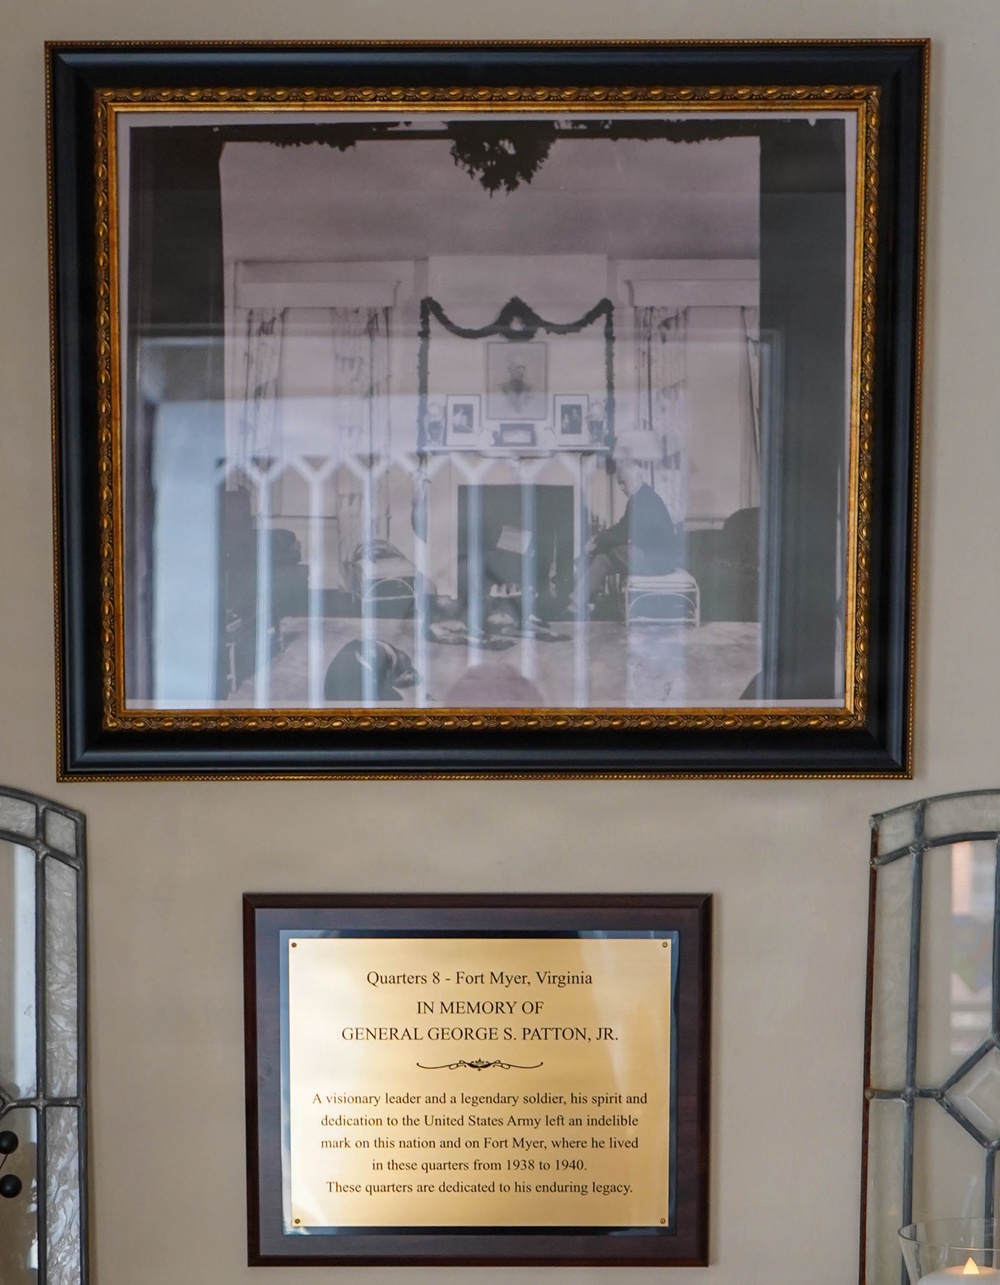 Quarters 8 - Fort Myer, Virginia
IN MEMORY OF
GENERAL GEORGE S. PATTON, JR.
A visionary leader and a legendary soldier, his spirit and
dedication to the United States Army left an indelible
mark on this nation and on Fort Myer, where he lived
in these quarters from 1938 to 1940.
These quarters are dedicated to his enduring legacy.